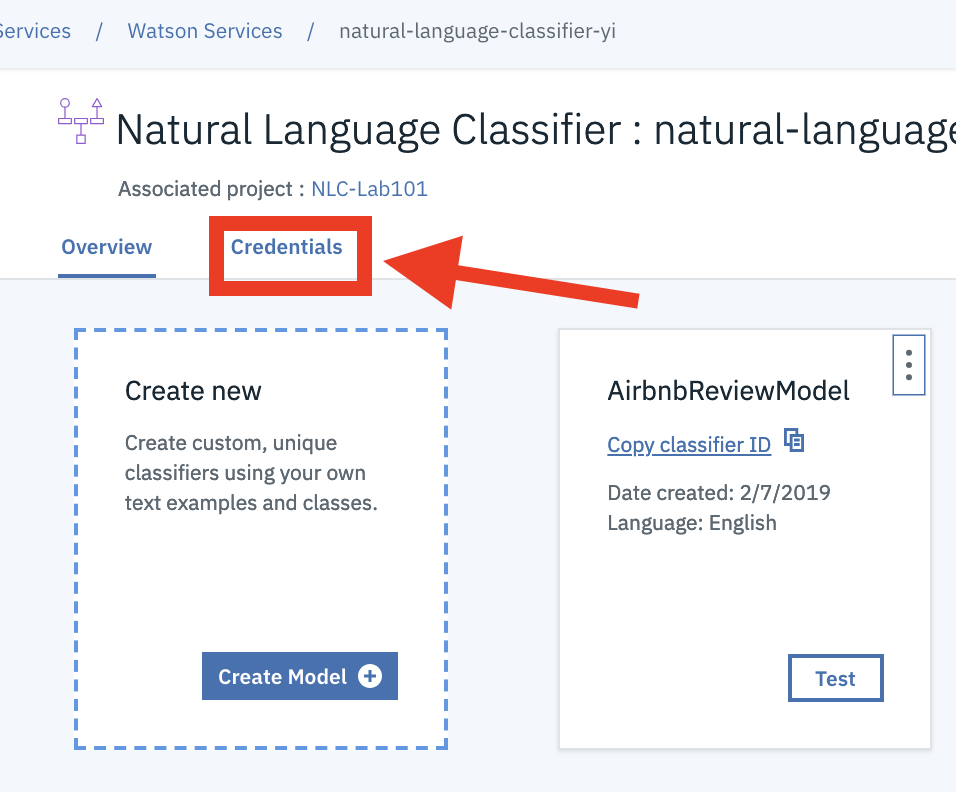 / Watson Services / natural-language-classifier-yi
Natural Language Classifier : natural-language
Associated project : NLC-Lab101
Overview Credentials
Create new
Create custom, unique
classifiers using your own
text examples and classes.
Create Model
AirbnbReviewModel
Copy classifier ID
Date created: 2/7/2019
Language: English
Test